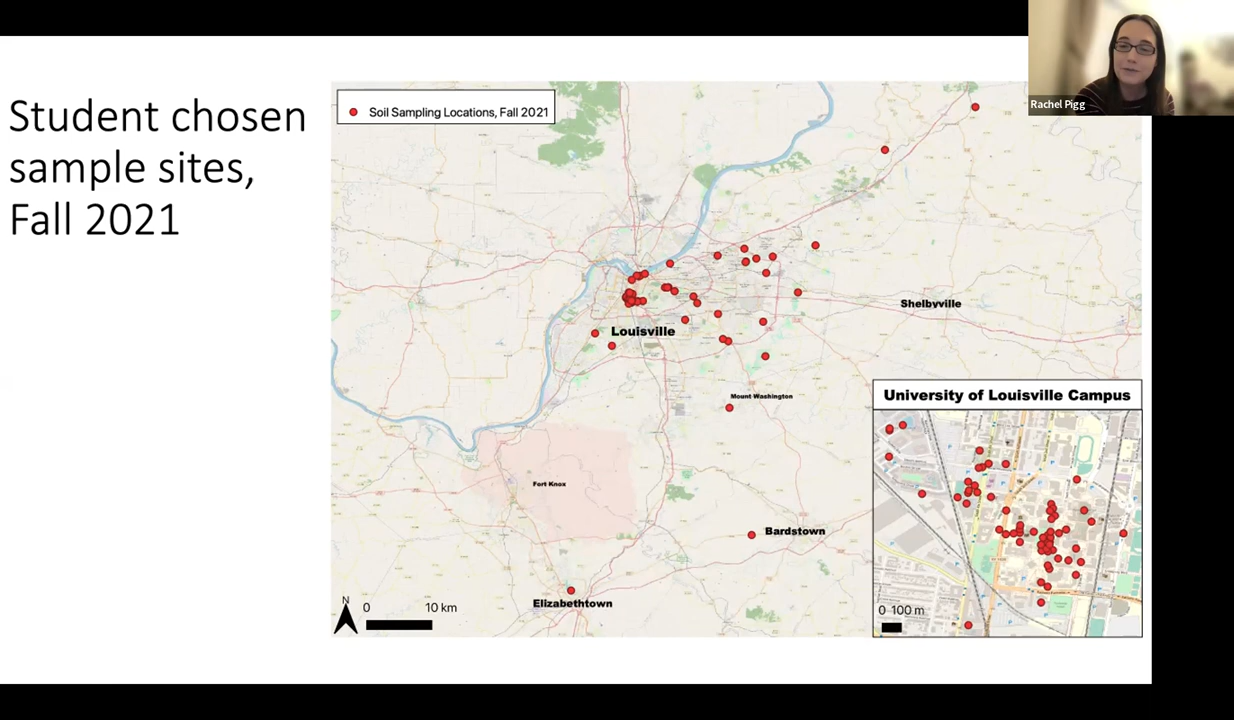 Student chosen
sample sites,
Fall 2021
Soil Sampling Locations, Fall 2021
Rachel Pigg
Shelbyville
Louisville
Mount Washington
University of Louisville Campus
Fort Knox
Bardstown
Elizabethtown
N
0 10 km
0 100 m